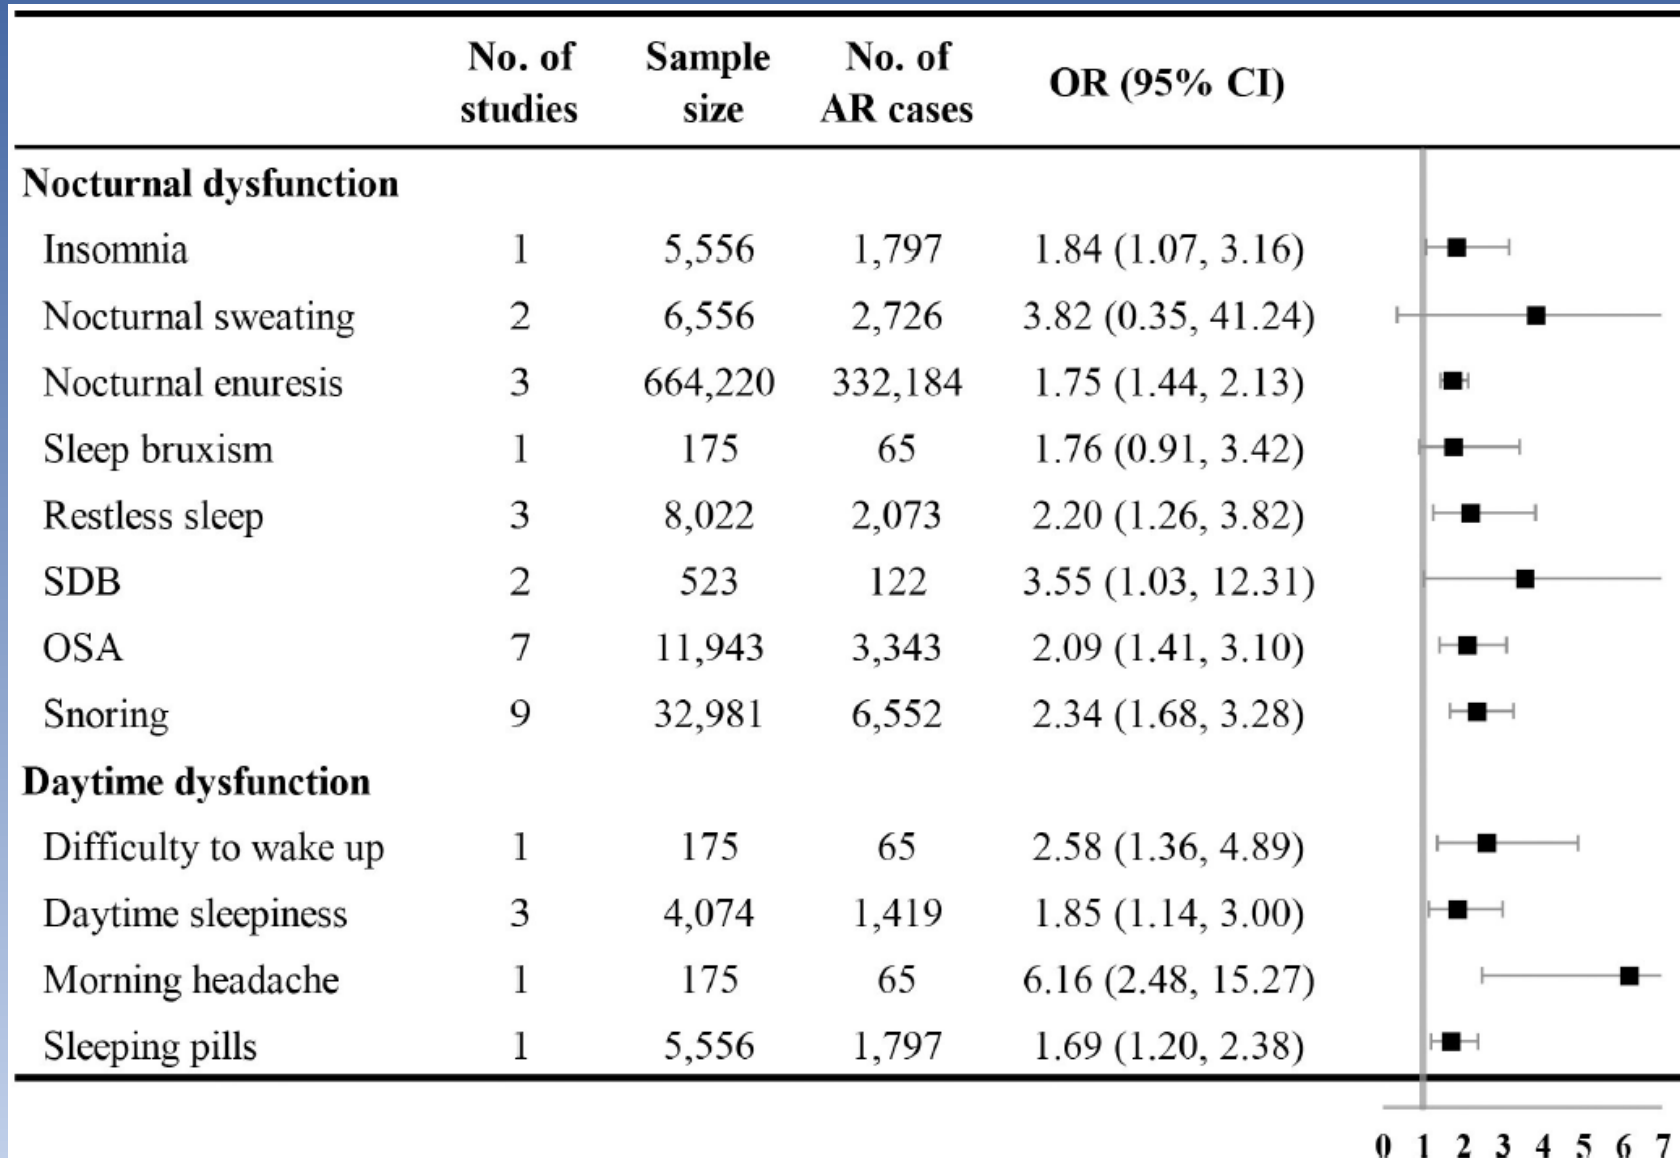 No. of studies Sample size No. of AR cases OR (95% CI)
Nocturnal dysfunction
Insomnia 1 5,556 1,797 1.84 (1.07, 3.16)
Nocturnal sweating 2 6,556 2,726 3.82 (0.35, 41.24)
Nocturnal enuresis 3 664,220 332,184 1.75 (1.44, 2.13)
Sleep bruxism 1 175 65 1.76 (0.91, 3.42)
Restless sleep 3 8,022 2,073 2.20 (1.26, 3.82)
SDB 2 523 122 3.55 (1.03, 12.31)
OSA 7 11,943 3,343 2.09 (1.41, 3.10)
Snoring 9 32,981 6,552 2.34 (1.68, 3.28)
Daytime dysfunction
Difficulty to wake up 1 175 65 2.58 (1.36, 4.89)
Daytime sleepiness 3 4,074 1,419 1.85 (1.14, 3.00)
Morning headache 1 175 65 6.16 (2.48, 15.27)
Sleeping pills 1 5,556 1,797 1.69 (1.20, 2.38)
0 1 2 3 4 5 6 7